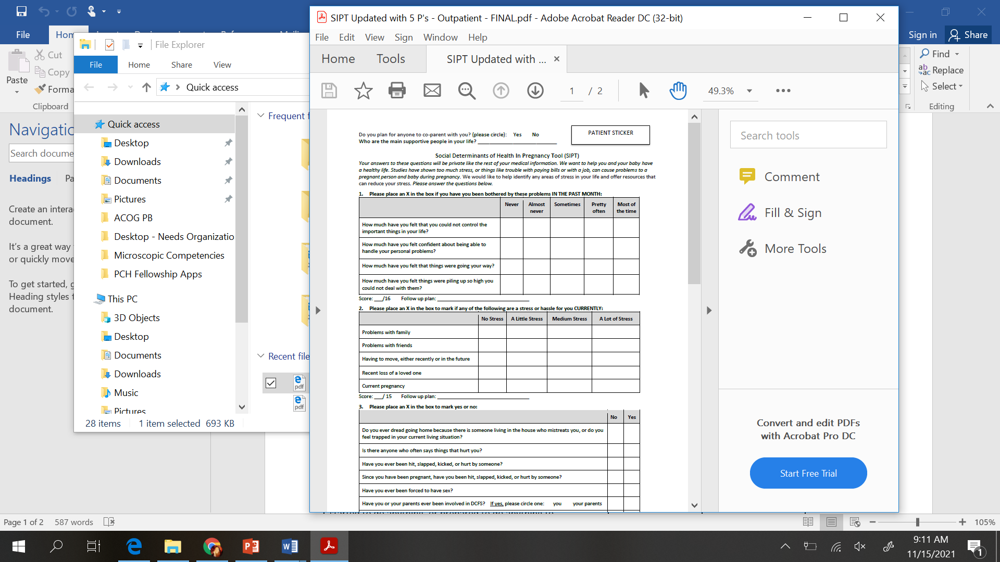 File
Hom
Sign in
Share
Cut
Copy
Paste
Forma
Clipboard
Find
Replace
Select
Editing
Navigatio
Search docume
Headings
Pa
Create an intera
document.
It's a great way
or quickly move
To get started, g
Heading styles t
document.
File Explorer
File Home Share View
Quick access
Quick access
Desktop
Downloads
Documents
Pictures
ACOG PB
Desktop - Needs Organizatio
Microscopic Competencies
PCH Fellowship Apps
This PC
3D Objects
Desktop
Documents
Downloads
Music
Pictures
Frequent f
Recent file
pdf
pdf
28 items 1 item selected 693 KB
SIPT Updated with 5 P's - Outpatient - FINAL.pdf - Adobe Acrobat Reader DC (32-bit)
File Edit View Sign Window Help
Home Tools SIPT Updated with ...
1 / 2
49.3%
Do you plan for anyone to co-parent with you? (please circle): Yes No
Who are the main supportive people in your life? ____
PATIENT STICKER
Social Determinants of Health In Pregnancy Tool (SIPT)
Your answers to these questions will be private like the rest of your medical information. We want to help you and your baby have
a healthy life. Studies have shown too much stress, or things like trouble with paying bills or with a job, can cause problems to a
pregnant person and baby during pregnancy. We would like to help identify any areas of stress in your life and offer resources that
can reduce your stress. Please answer the questions below.
1. Please place an X in the box if you have you been bothered by these problems IN THE PAST MONTH:
Never Almost never Sometimes Pretty often Most of the time
How much have you felt that you could not control the
important things in your life?
How much have you felt confident about being able to
handle your personal problems?
How much have you felt that things were going your way?
How much have you felt things were piling up so high you
could not deal with them?
Score: ___/16 Follow up plan: ____
2. Please place an X in the box to mark if any of the following are a stress or hassle for you CURRENTLY:
No Stress A Little Stress Medium Stress A Lot of Stress
Problems with family
Problems with friends
Having to move, either recently or in the future
Recent loss of a loved one
Current pregnancy
Score: ___/ 15 Follow up plan: ____
3. Please place an X in the box to mark yes or no:
No Yes
Do you ever dread going home because there is someone living in the house who mistreats you, or do you
feel trapped in your current living situation?
Is there anyone who often says things that hurt you?
Have you ever been hit, slapped, kicked, or hurt by someone?
Since you have been pregnant, have you been hit, slapped, kicked, or hurt by someone?
Have you ever been forced to have sex?
Have you or your parents ever been involved in DCFS? If yes, please circle one: you your parents
Search tools
Comment
Fill & Sign
More Tools
Convert and edit PDFs
with Acrobat Pro DC
Start Free Trial
Page 1 of 2 587 words
105%
9:11 AM
11/15/2021
1